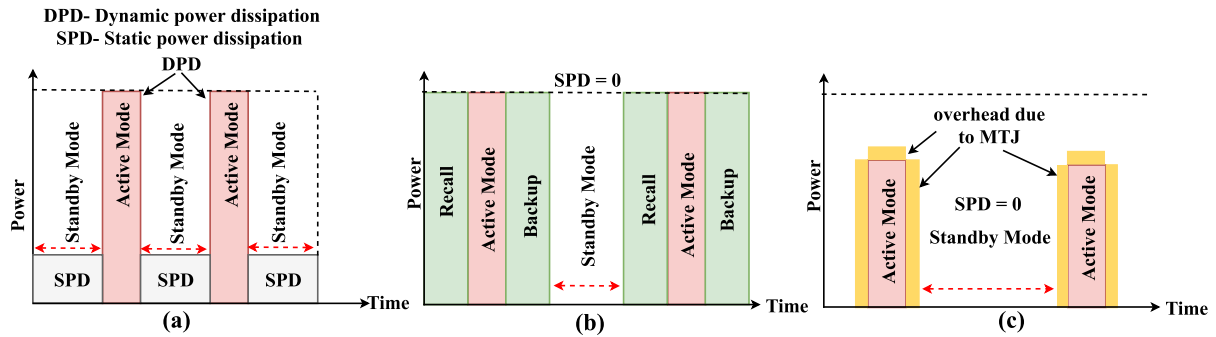 DPD- Dynamic power dissipation
SPD- Static power dissipation
DPD
Power
Standby Mode
Active Mode
Standby Mode
Active Mode
Standby Mode
SPD
SPD
SPD
Time
(a)
SPD = 0
Power
Recall
Active Mode
Backup
Standby Mode
Recall
Active Mode
Backup
Time
(b)
overhead due
to MTJ
Power
Active Mode
SPD = 0
Standby Mode
Active Mode
Time
(c)